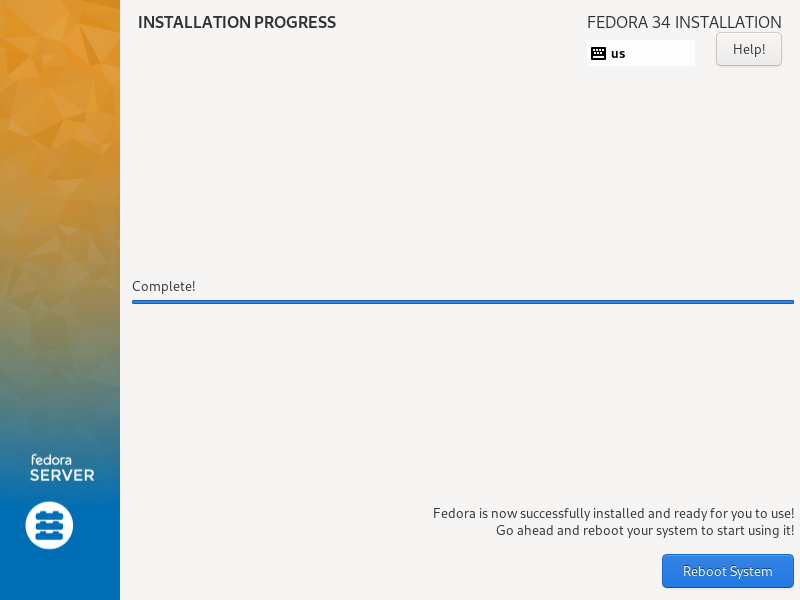 INSTALLATION PROGRESS
FEDORA 34 INSTALLATION
us
Help!
Complete!
fedora
SERVER
Fedora is now successfully installed and ready for you to use!
Go ahead and reboot your system to start using it!
Reboot System